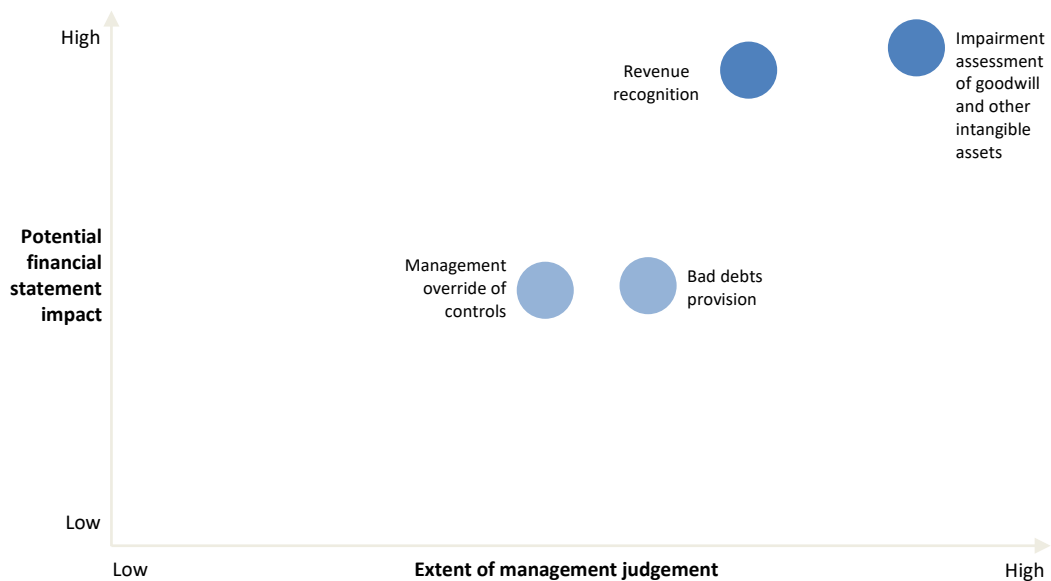 High
Revenue
recognition
Impairment
assessment
of goodwill
and other
intangible
assets
Potential
financial
statement
impact
Management
override of
controls
Bad debts
provision
Low
Low
Extent of management judgement
High